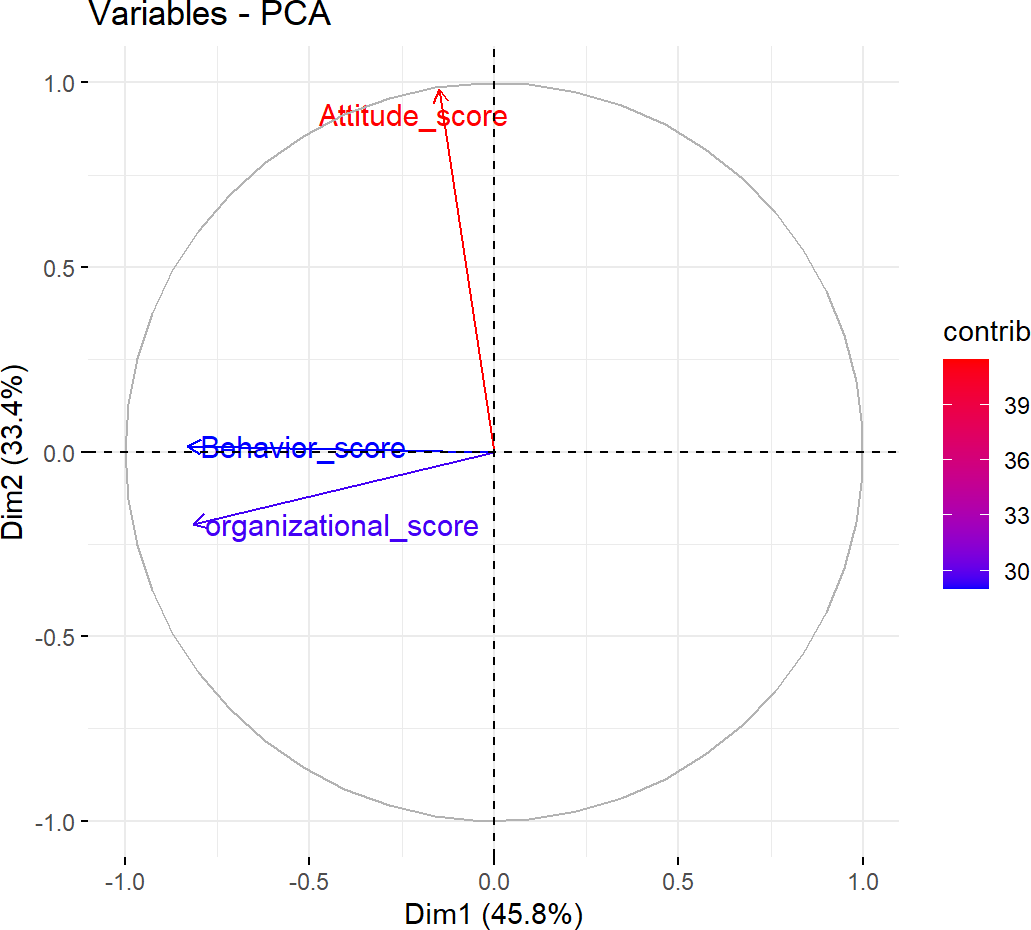 Variables - PCA
1.0
Attitude_score
0.5
contrib
39
Dim2 (33.4%)
0.0
Behavior_score
36
organizational_score
33
30
-0.5
-1.0
-1.0 -0.5 0.0 0.5 1.0
Dim1 (45.8%)